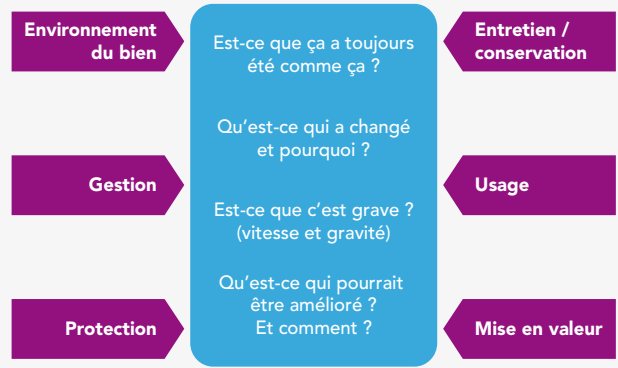 Environnement
du bien
Gestion
Protection
Est-ce que ça a toujours
été comme ça ?
Qu'est-ce qui a changé
et pourquoi ?
Est-ce que c'est grave ?
(vitesse et gravité)
Qu'est-ce qui pourrait
être amélioré ?
Et comment ?
Entretien /
conservation
Usage
Mise en valeur